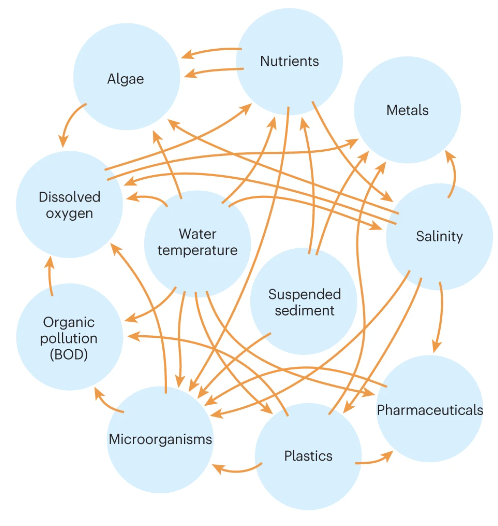 Nutrients
Algae
Metals
Dissolved
oxygen
Water
temperature
Salinity
Suspended
sediment
Organic
pollution
(BOD)
Pharmaceuticals
Microorganisms
Plastics